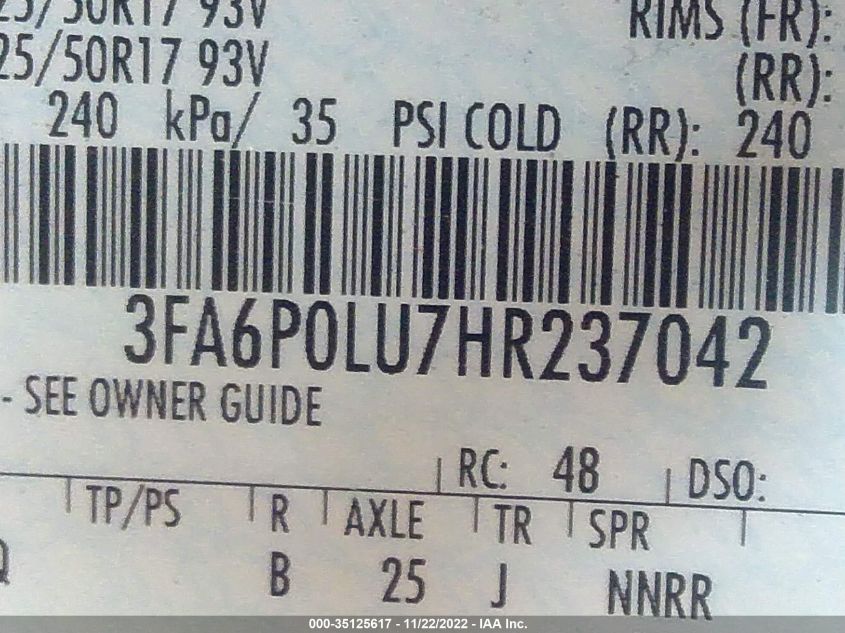 25/50R17 93V RIMS (FR):
25/50R17 93V (RR):
240 kPa/ 35 PSI COLD (RR): 240
3FA6P0LU7HR237042
- SEE OWNER GUIDE
RC: 48 DSO:
TP/PS R AXLE TR SPR
B 25 J NNRR
000-35125617 - 11/22/2022 - IAA Inc.